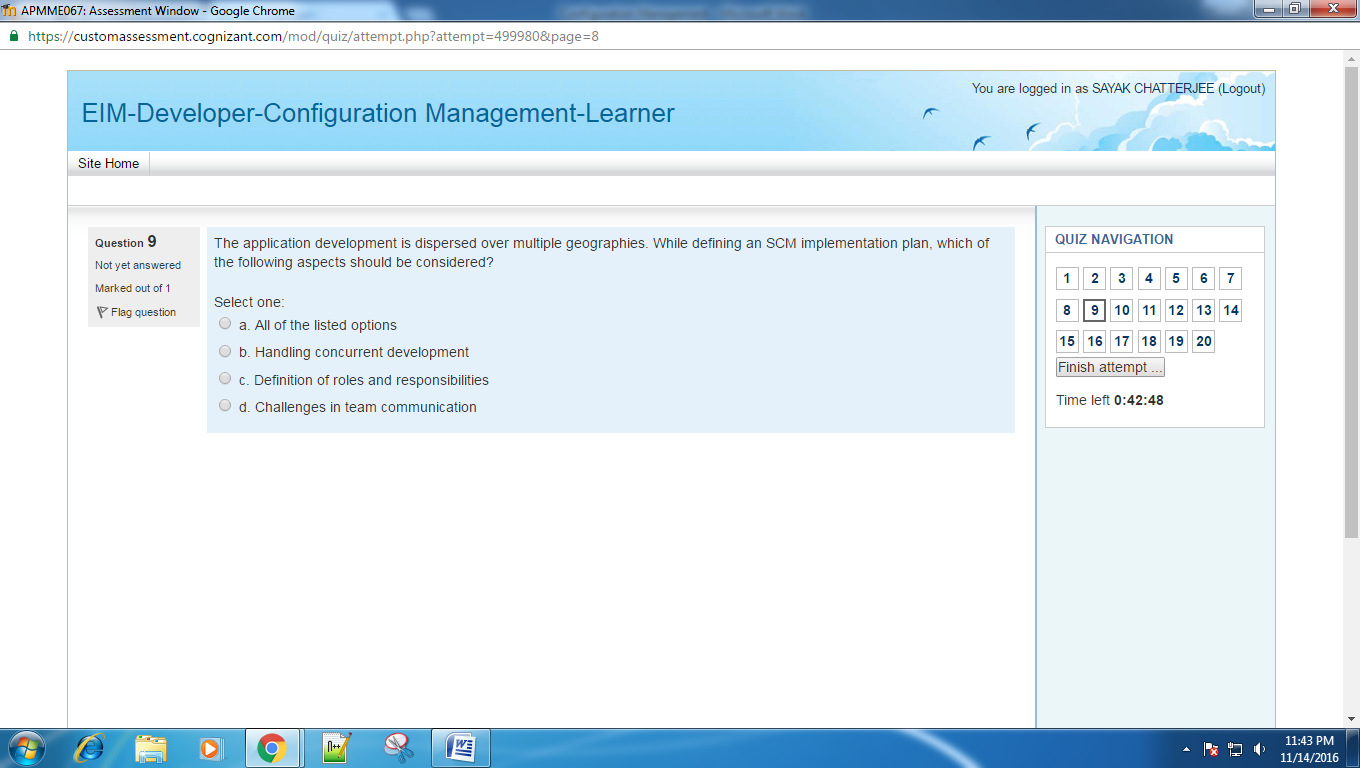 APMME067: Assessment Window - Google Chrome
https://customassessment.cognizant.com/mod/quiz/attempt.php?attempt=499980&page=8
You are logged in as SAYAK CHATTERJEE (Logout)
EIM-Developer-Configuration Management-Learner
Site Home
Question 9
Not yet answered
Marked out of 1
Flag question
The application development is dispersed over multiple geographies. While defining an SCM implementation plan, which of
the following aspects should be considered?
Select one:
a. All of the listed options
b. Handling concurrent development
c. Definition of roles and responsibilities
d. Challenges in team communication
QUIZ NAVIGATION
1 2 3 4 5 6 7
8 9 10 11 12 13 14
15 16 17 18 19 20
Finish attempt ...
Time left 0:42:48
11:43 PM
11/14/2016